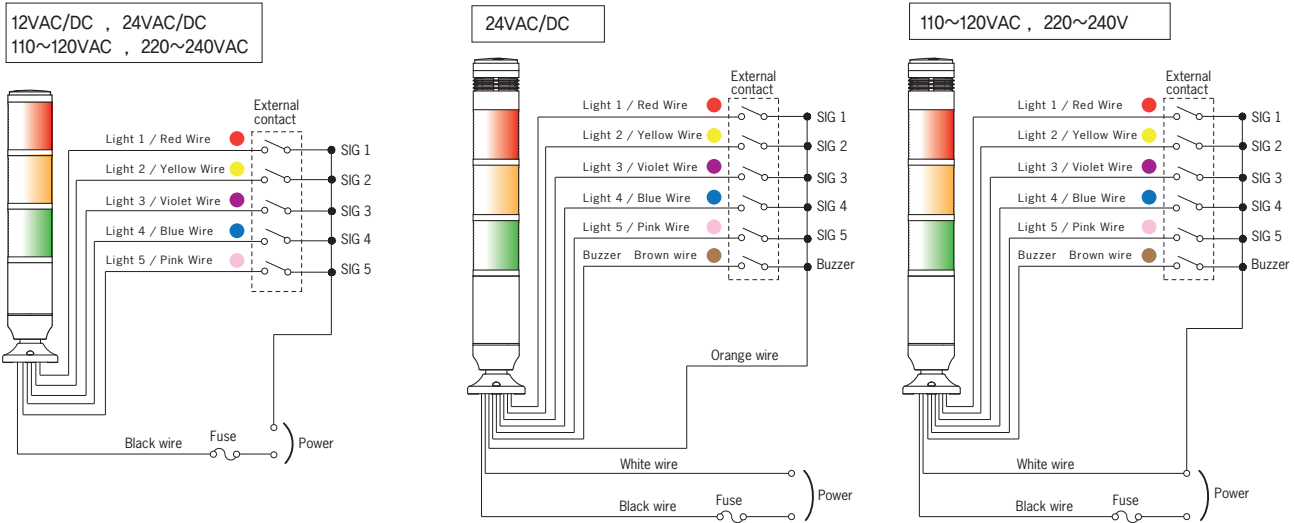 12VAC/DC , 24VAC/DC
110～120VAC , 220～240VAC
External
contact
Light 1 / Red Wire
SIG 1
Light 2 / Yellow Wire
SIG 2
Light 3 / Violet Wire
SIG 3
Light 4 / Blue Wire
SIG 4
Light 5 / Pink Wire
SIG 5
Black wire
Fuse
Power
24VAC/DC
External
contact
Light 1 / Red Wire
SIG 1
Light 2 / Yellow Wire
SIG 2
Light 3 / Violet Wire
SIG 3
Light 4 / Blue Wire
SIG 4
Light 5 / Pink Wire
SIG 5
Buzzer Brown wire
Buzzer
Orange wire
White wire
Black wire
Fuse
Power
110～120VAC , 220～240V
External
contact
Light 1 / Red Wire
SIG 1
Light 2 / Yellow Wire
SIG 2
Light 3 / Violet Wire
SIG 3
Light 4 / Blue Wire
SIG 4
Light 5 / Pink Wire
SIG 5
Buzzer Brown wire
Buzzer
White wire
Black wire
Fuse
Power